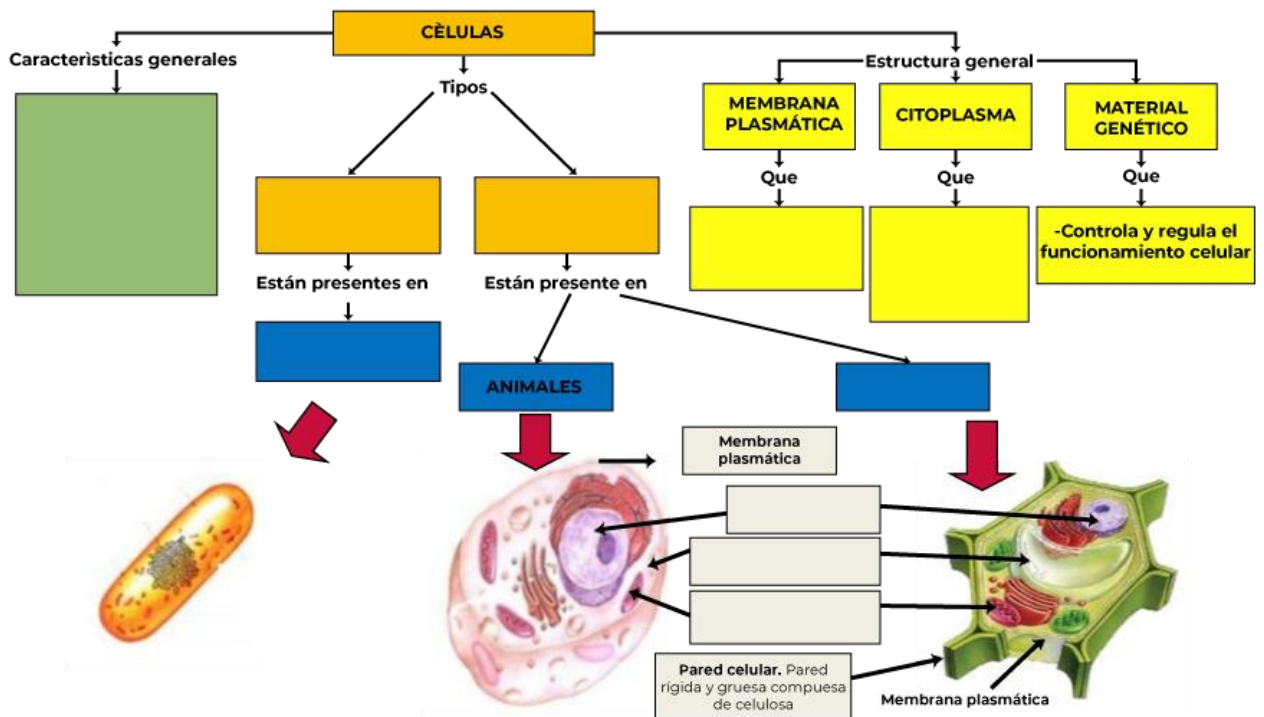 CÈLULAS
Caracterìsticas generales
Tipos
Estructura general
MEMBRANA
PLASMÁTICA
CITOPLASMA
MATERIAL
GENÉTICO
Que
Que
Que
-Controla y regula el
funcionamiento celular
Están presentes en
Están presente en
ANIMALES
Membrana
plasmática
Pared celular. Pared
rígida y gruesa compuesa
de celulosa
Membrana plasmática